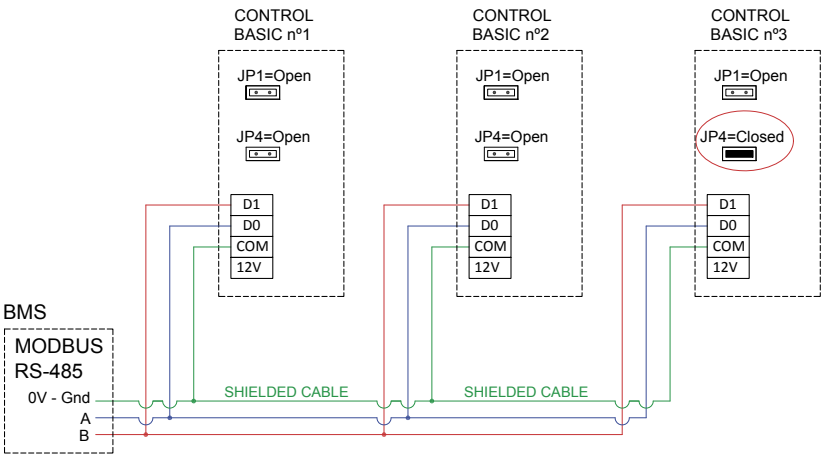 CONTROL
BASIC nº1
CONTROL
BASIC nº2
CONTROL
BASIC nº3
JP1=Open
JP1=Open
JP1=Open
JP4=Open
JP4=Open
JP4=Closed
D1
D0
COM
12V
D1
D0
COM
12V
D1
D0
COM
12V
BMS
MODBUS
RS-485
0V - Gnd
A
B
SHIELDED CABLE
SHIELDED CABLE